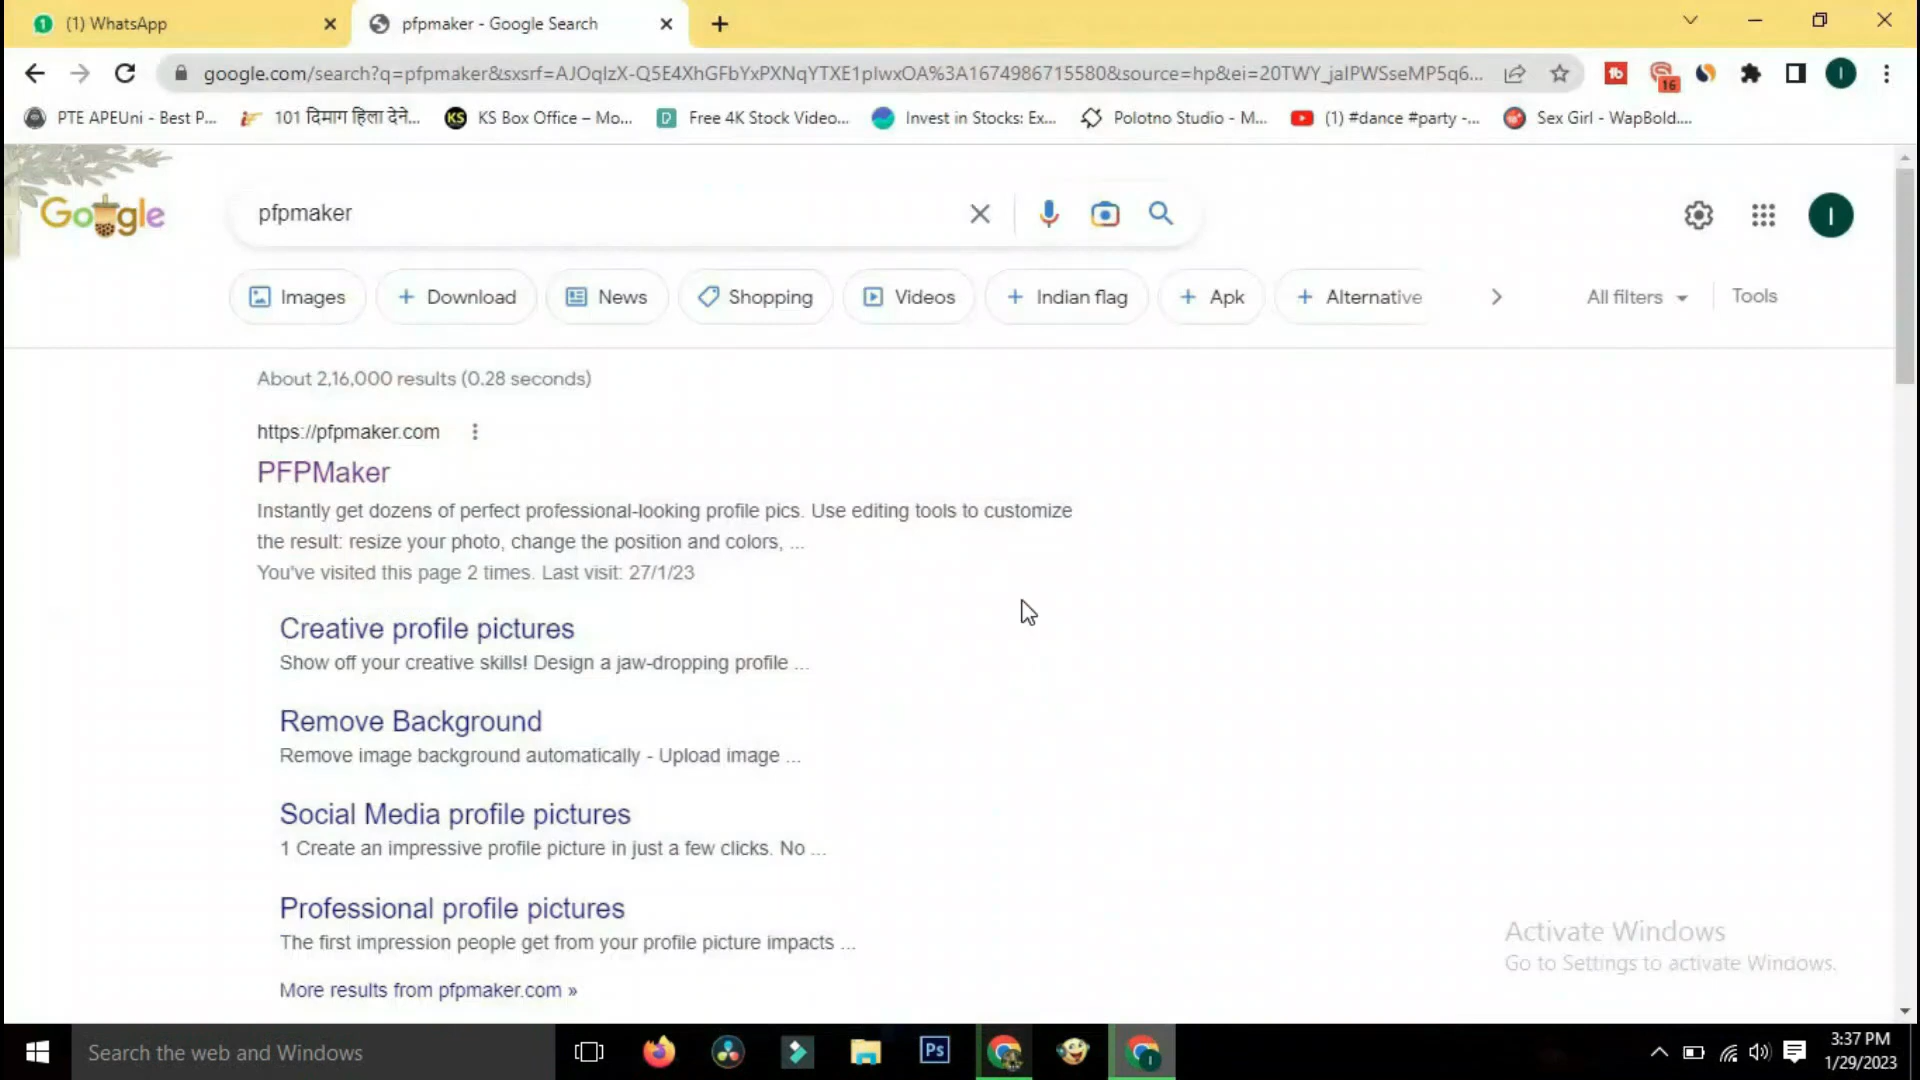 (1) WhatsApp
pfpmaker - Google Search
google.com/search?q=pfpmaker&sxsrf=AJOqlzX-Q5E4XhGFbYxPXNqYTXE1pIwxOA%3A1674986715580&source=hp&ei=20TWY_jaIPWSseMP5q6...
16
I
PTE APEUni - Best P...
101 दिमाग हिला देने...
KS Box Office – Mo...
Free 4K Stock Video...
Invest in Stocks: Ex...
Polotno Studio - M...
(1) #dance #party -...
Sex Girl - WapBold....
Google
pfpmaker
I
Images
Download
News
Shopping
Videos
Indian flag
Apk
Alternative
All filters
Tools
About 2,16,000 results (0.28 seconds)
https://pfpmaker.com
PFPMaker
Instantly get dozens of perfect professional-looking profile pics. Use editing tools to customize
the result: resize your photo, change the position and colors, ...
You've visited this page 2 times. Last visit: 27/1/23
Creative profile pictures
Show off your creative skills! Design a jaw-dropping profile ...
Remove Background
Remove image background automatically - Upload image ...
Social Media profile pictures
1 Create an impressive profile picture in just a few clicks. No ...
Professional profile pictures
The first impression people get from your profile picture impacts ...
More results from pfpmaker.com »
Activate Windows
Go to Settings to activate Windows.
Search the web and Windows
Ps
3:37 PM
1/29/2023